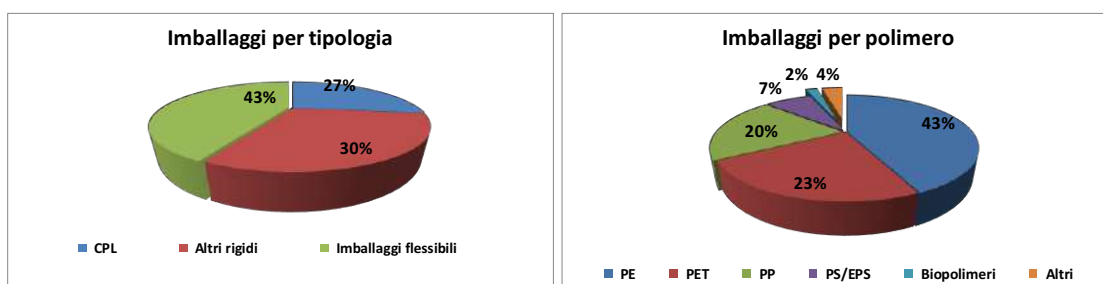 Imballaggi per tipologia
27%
43%
30%
CPL Altri rigidi Imballaggi flessibili
Imballaggi per polimero
2% 4%
7%
43%
20%
23%
PE PET PP PS/EPS Biopolimeri Altri